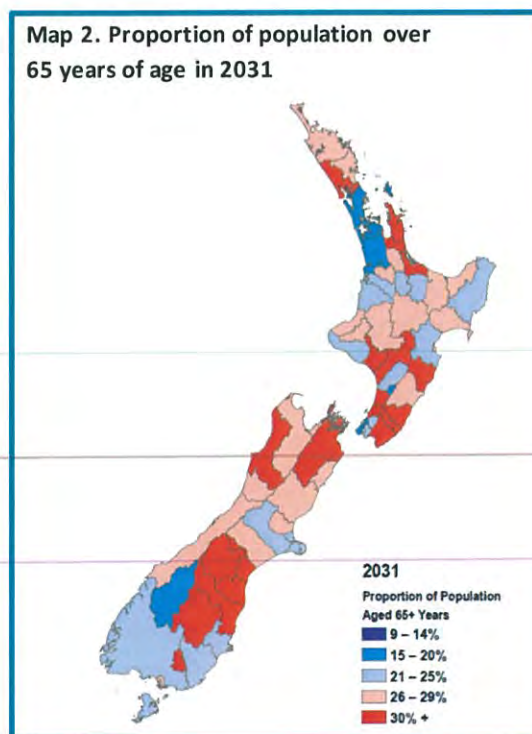 Map 2. Proportion of population over
65 years of age in 2031
2031
Proportion of Population
Aged 65+ Years
9 – 14%
15 – 20%
21 – 25%
26 – 29%
30% +